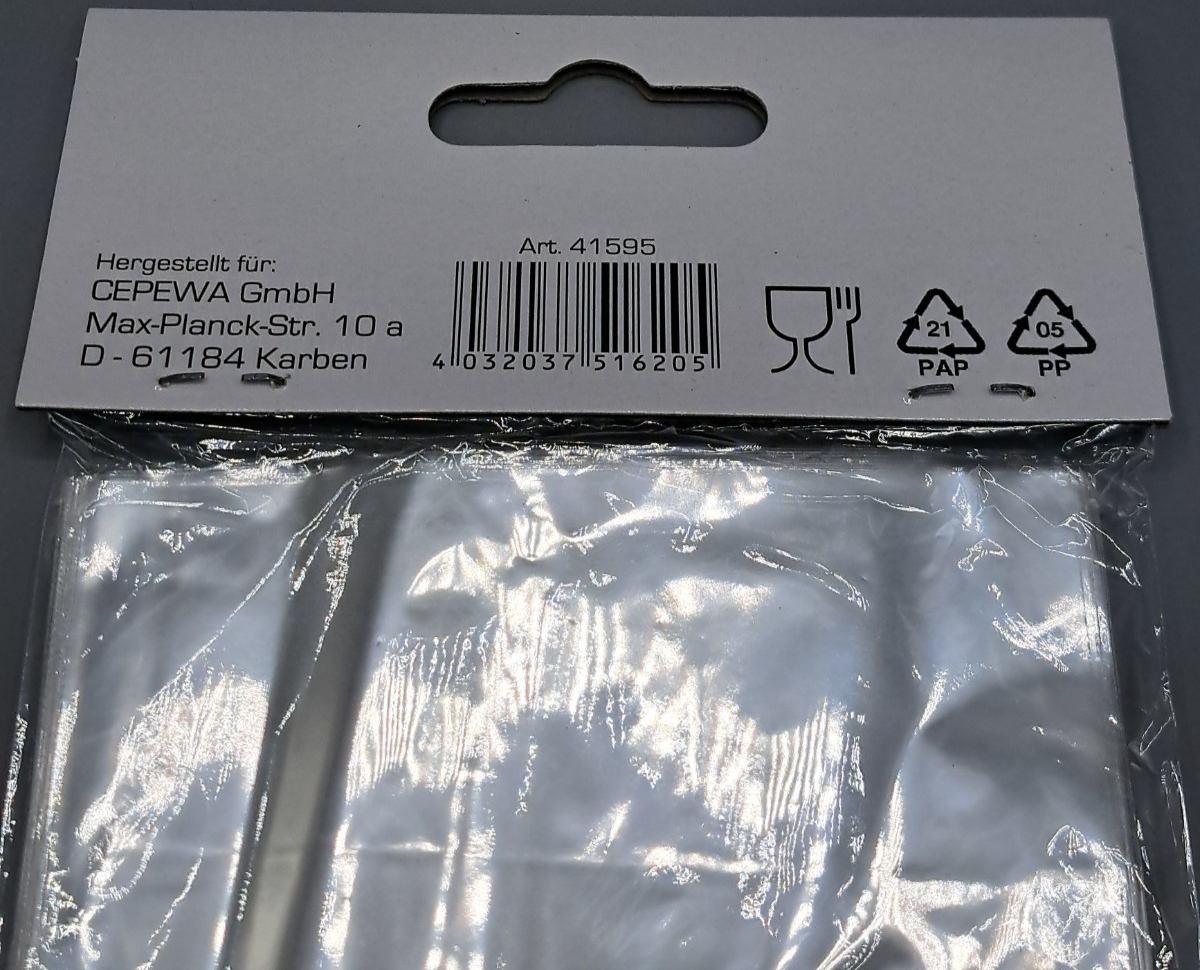 Hergestellt für:
CEPEWA GmbH
Max-Planck-Str. 10 a
D - 61184 Karben
Art. 41595
4 032037 516205
21
PAP
05
PP